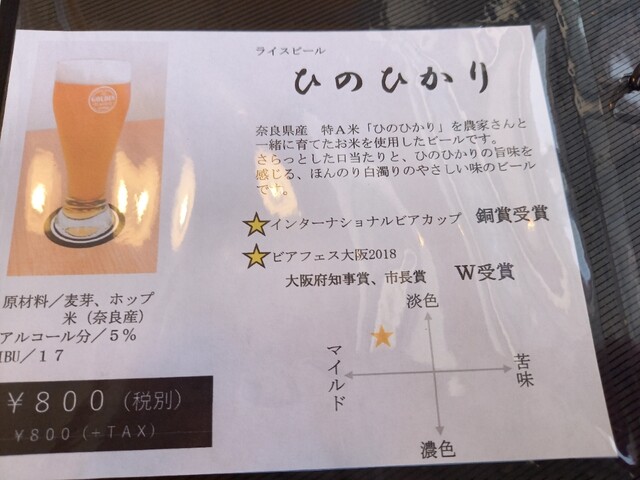 ライスビール
ひのひかり
奈良県産　特A米「ひのひかり」を農家さんと
一緒に育てたお米を使用したビールです。
さらっとした口当たりと、ひのひかりの旨味を
感じる、ほんのり白濁りのやさしい味のビール
です。
インターナショナルビアカップ　銅賞受賞
ビアフェス大阪2018
大阪府知事賞、市長賞　W受賞
淡色
マイルド
苦味
濃色
原材料／麦芽、ホップ
米（奈良産）
アルコール分／５％
IBU／１７
￥８００（税別）
￥８００（＋TAX）